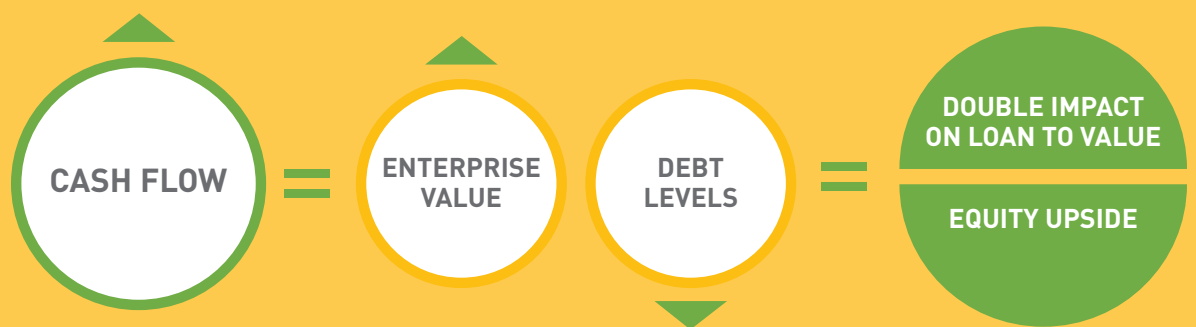 CASH FLOW
=
ENTERPRISE
VALUE
DEBT
LEVELS
=
DOUBLE IMPACT
ON LOAN TO VALUE
EQUITY UPSIDE